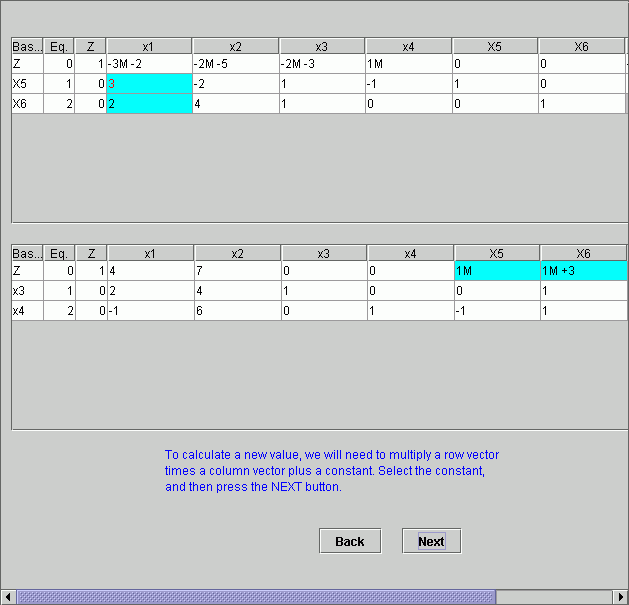 Bas... Eq. Z x1 x2 x3 x4 X5 X6
Z 0 1 -3M -2 -2M -5 -2M -3 1M 0 0 -
X5 1 0 3 -2 1 -1 1 0
X6 2 0 2 4 1 0 0 1
Bas... Eq. Z x1 x2 x3 x4 X5 X6
Z 0 1 4 7 0 0 1M 1M +3
x3 1 0 2 4 1 0 0 1
x4 2 0 -1 6 0 1 -1 1
To calculate a new value, we will need to multiply a row vector
times a column vector plus a constant. Select the constant,
and then press the NEXT button.
Back Next